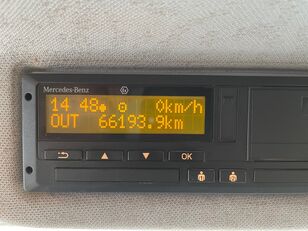 Mercedes-Benz
14 48 0km/h
OUT 66193.9km
OK